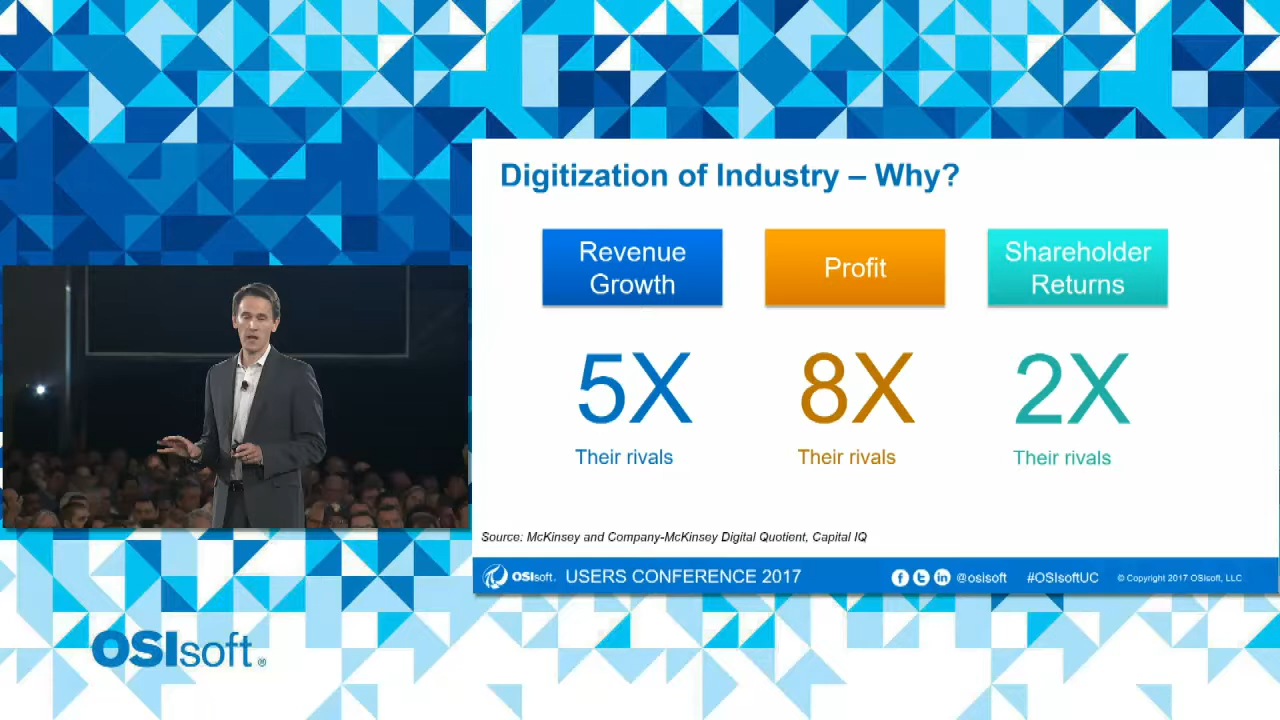 Digitization of Industry – Why?
Revenue
Growth
Profit
Shareholder
Returns
5X
8X
2X
Their rivals
Their rivals
Their rivals
Source: McKinsey and Company-McKinsey Digital Quotient, Capital IQ
OSIsoft. USERS CONFERENCE 2017
@osisoft
#OSIsoftUC
© Copyright 2017 OSIsoft, LLC
OSIsoft®